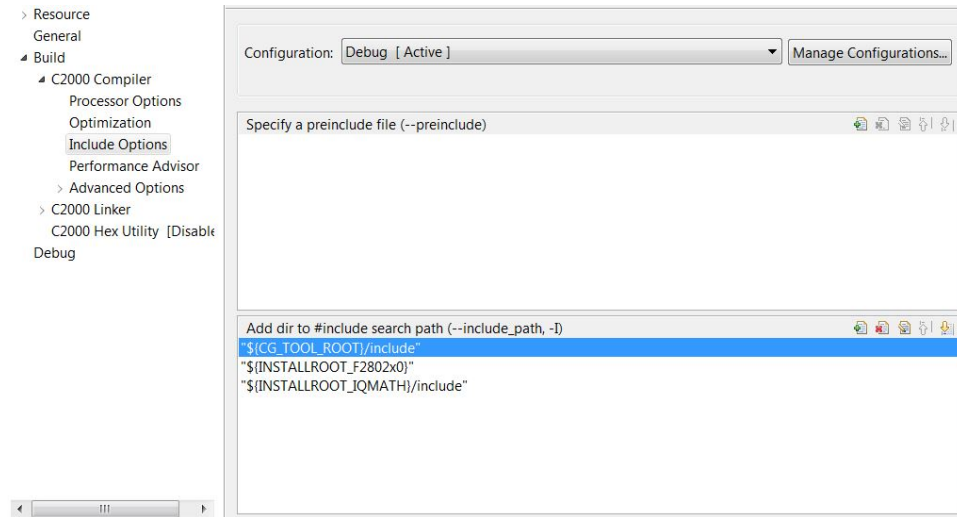 Resource
General
Build
C2000 Compiler
Processor Options
Optimization
Include Options
Performance Advisor
Advanced Options
C2000 Linker
C2000 Hex Utility [Disable
Debug
Configuration: Debug [ Active ]
Manage Configurations...
Specify a preinclude file (--preinclude)
Add dir to #include search path (--include_path, -I)
"${CG_TOOL_ROOT}/include"
"${INSTALLROOT_F2802x0}"
"${INSTALLROOT_IQMATH}/include"